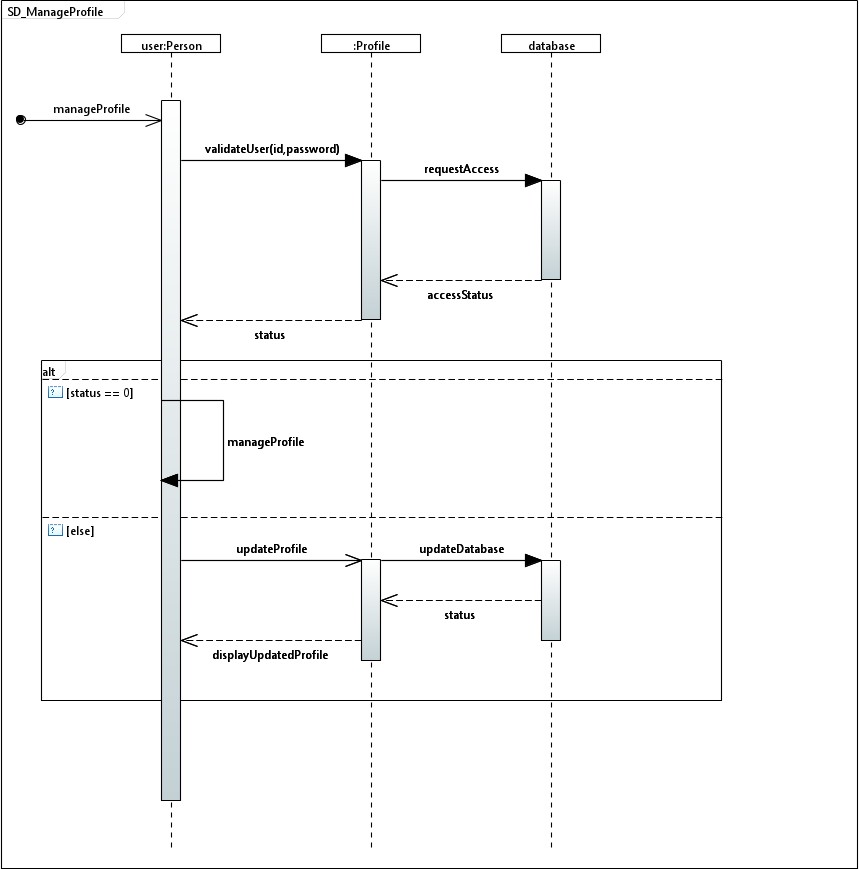 SD_ManageProfile
user:Person
:Profile
database
manageProfile
validateUser(id,password)
requestAccess
accessStatus
status
alt
[status == 0]
manageProfile
[else]
updateProfile
updateDatabase
status
displayUpdatedProfile